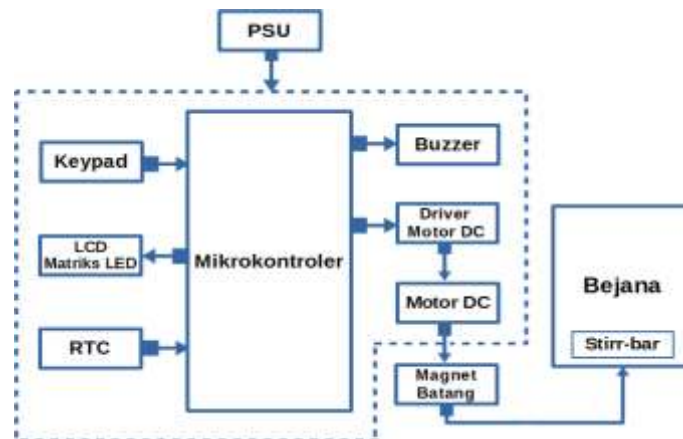 PSU
Keypad
LCD
Matriks LED
RTC
Mikrokontroler
Buzzer
Driver
Motor DC
Motor DC
Magnet
Batang
Bejana
Stirr-bar